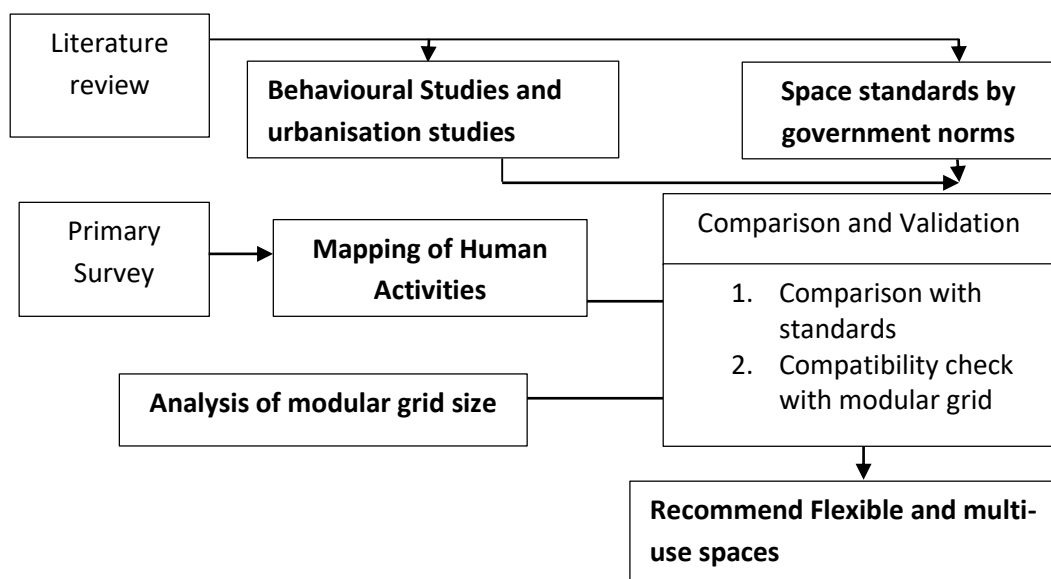 Literature
review
Behavioural Studies and
urbanisation studies
Space standards by
government norms
Primary
Survey
Mapping of Human
Activities
Comparison and Validation
1. Comparison with
standards
2. Compatibility check
with modular grid
Analysis of modular grid size
Recommend Flexible and multi-
use spaces